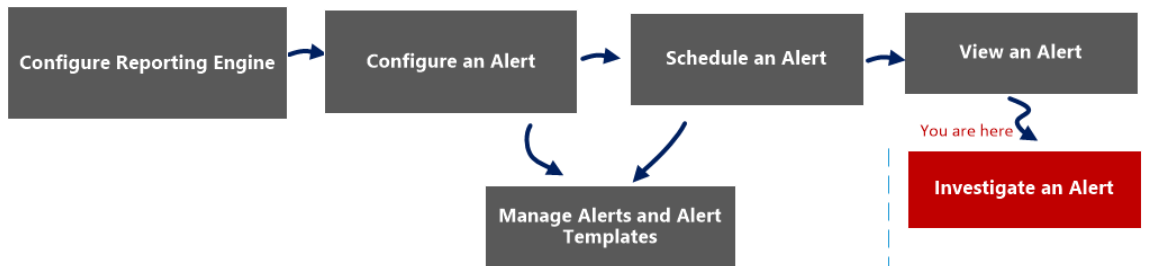 Configure Reporting Engine
Configure an Alert
Schedule an Alert
View an Alert
You are here
Investigate an Alert
Manage Alerts and Alert
Templates